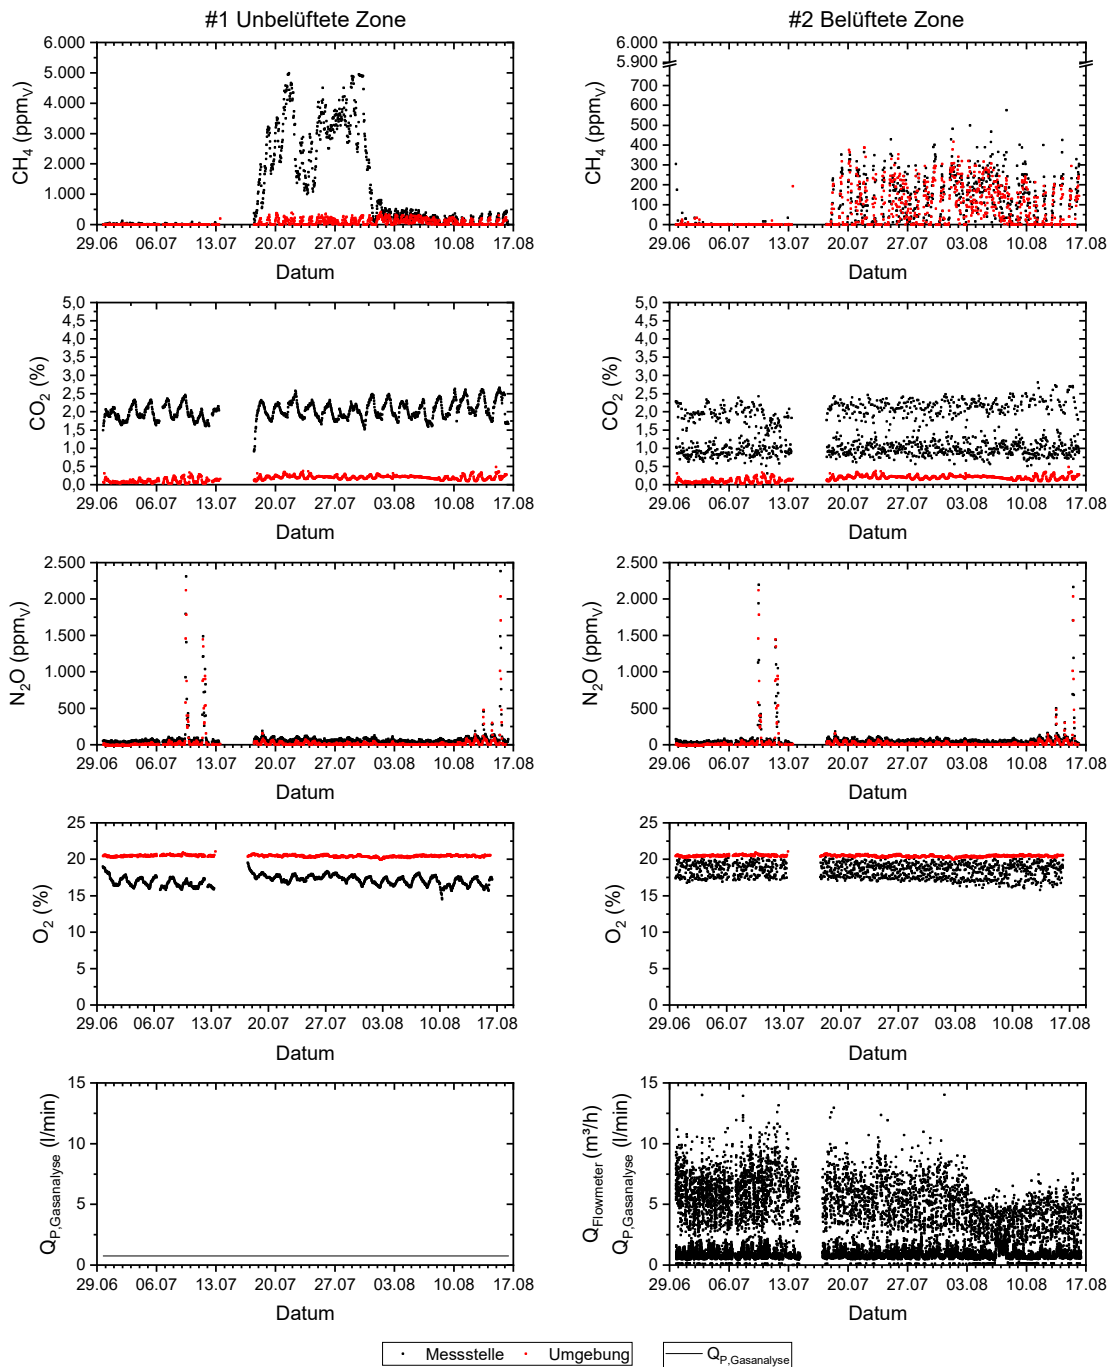 #1 Unbelüftete Zone
#2 Belüftete Zone
CH4 (ppmV)
6.000
5.000
4.000
3.000
2.000
1.000
0
29.06 06.07 13.07 20.07 27.07 03.08 10.08 17.08
Datum
CH4 (ppmV)
6.000
5.900
600
500
400
300
200
100
0
29.06 06.07 13.07 20.07 27.07 03.08 10.08 17.08
Datum
CO2 (%)
5,0
4,5
4,0
3,5
3,0
2,5
2,0
1,5
1,0
0,5
0,0
29.06 06.07 13.07 20.07 27.07 03.08 10.08 17.08
Datum
CO2 (%)
5,0
4,5
4,0
3,5
3,0
2,5
2,0
1,5
1,0
0,5
0,0
29.06 06.07 13.07 20.07 27.07 03.08 10.08 17.08
Datum
N2O (ppmV)
2.500
2.000
1.500
1.000
500
0
29.06 06.07 13.07 20.07 27.07 03.08 10.08 17.08
Datum
N2O (ppmV)
2.500
2.000
1.500
1.000
500
0
29.06 06.07 13.07 20.07 27.07 03.08 10.08 17.08
Datum
O2 (%)
25
20
15
10
5
0
29.06 06.07 13.07 20.07 27.07 03.08 10.08 17.08
Datum
O2 (%)
25
20
15
10
5
0
29.06 06.07 13.07 20.07 27.07 03.08 10.08 17.08
Datum
QP,Gasanalyse (l/min)
15
10
5
0
29.06 06.07 13.07 20.07 27.07 03.08 10.08 17.08
Datum
QFlowmeter (m³/h)
QP,Gasanalyse (l/min)
15
10
5
0
29.06 06.07 13.07 20.07 27.07 03.08 10.08 17.08
Datum
Messstelle Umgebung QP,Gasanalyse